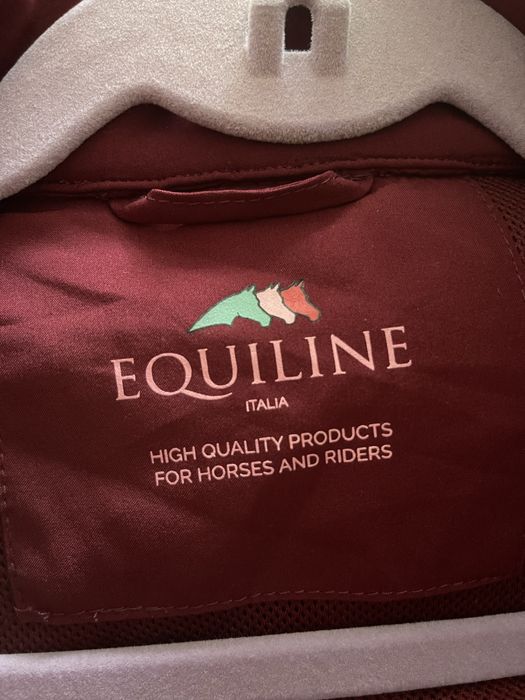 EQUILINE
ITALIA
HIGH QUALITY PRODUCTS
FOR HORSES AND RIDERS